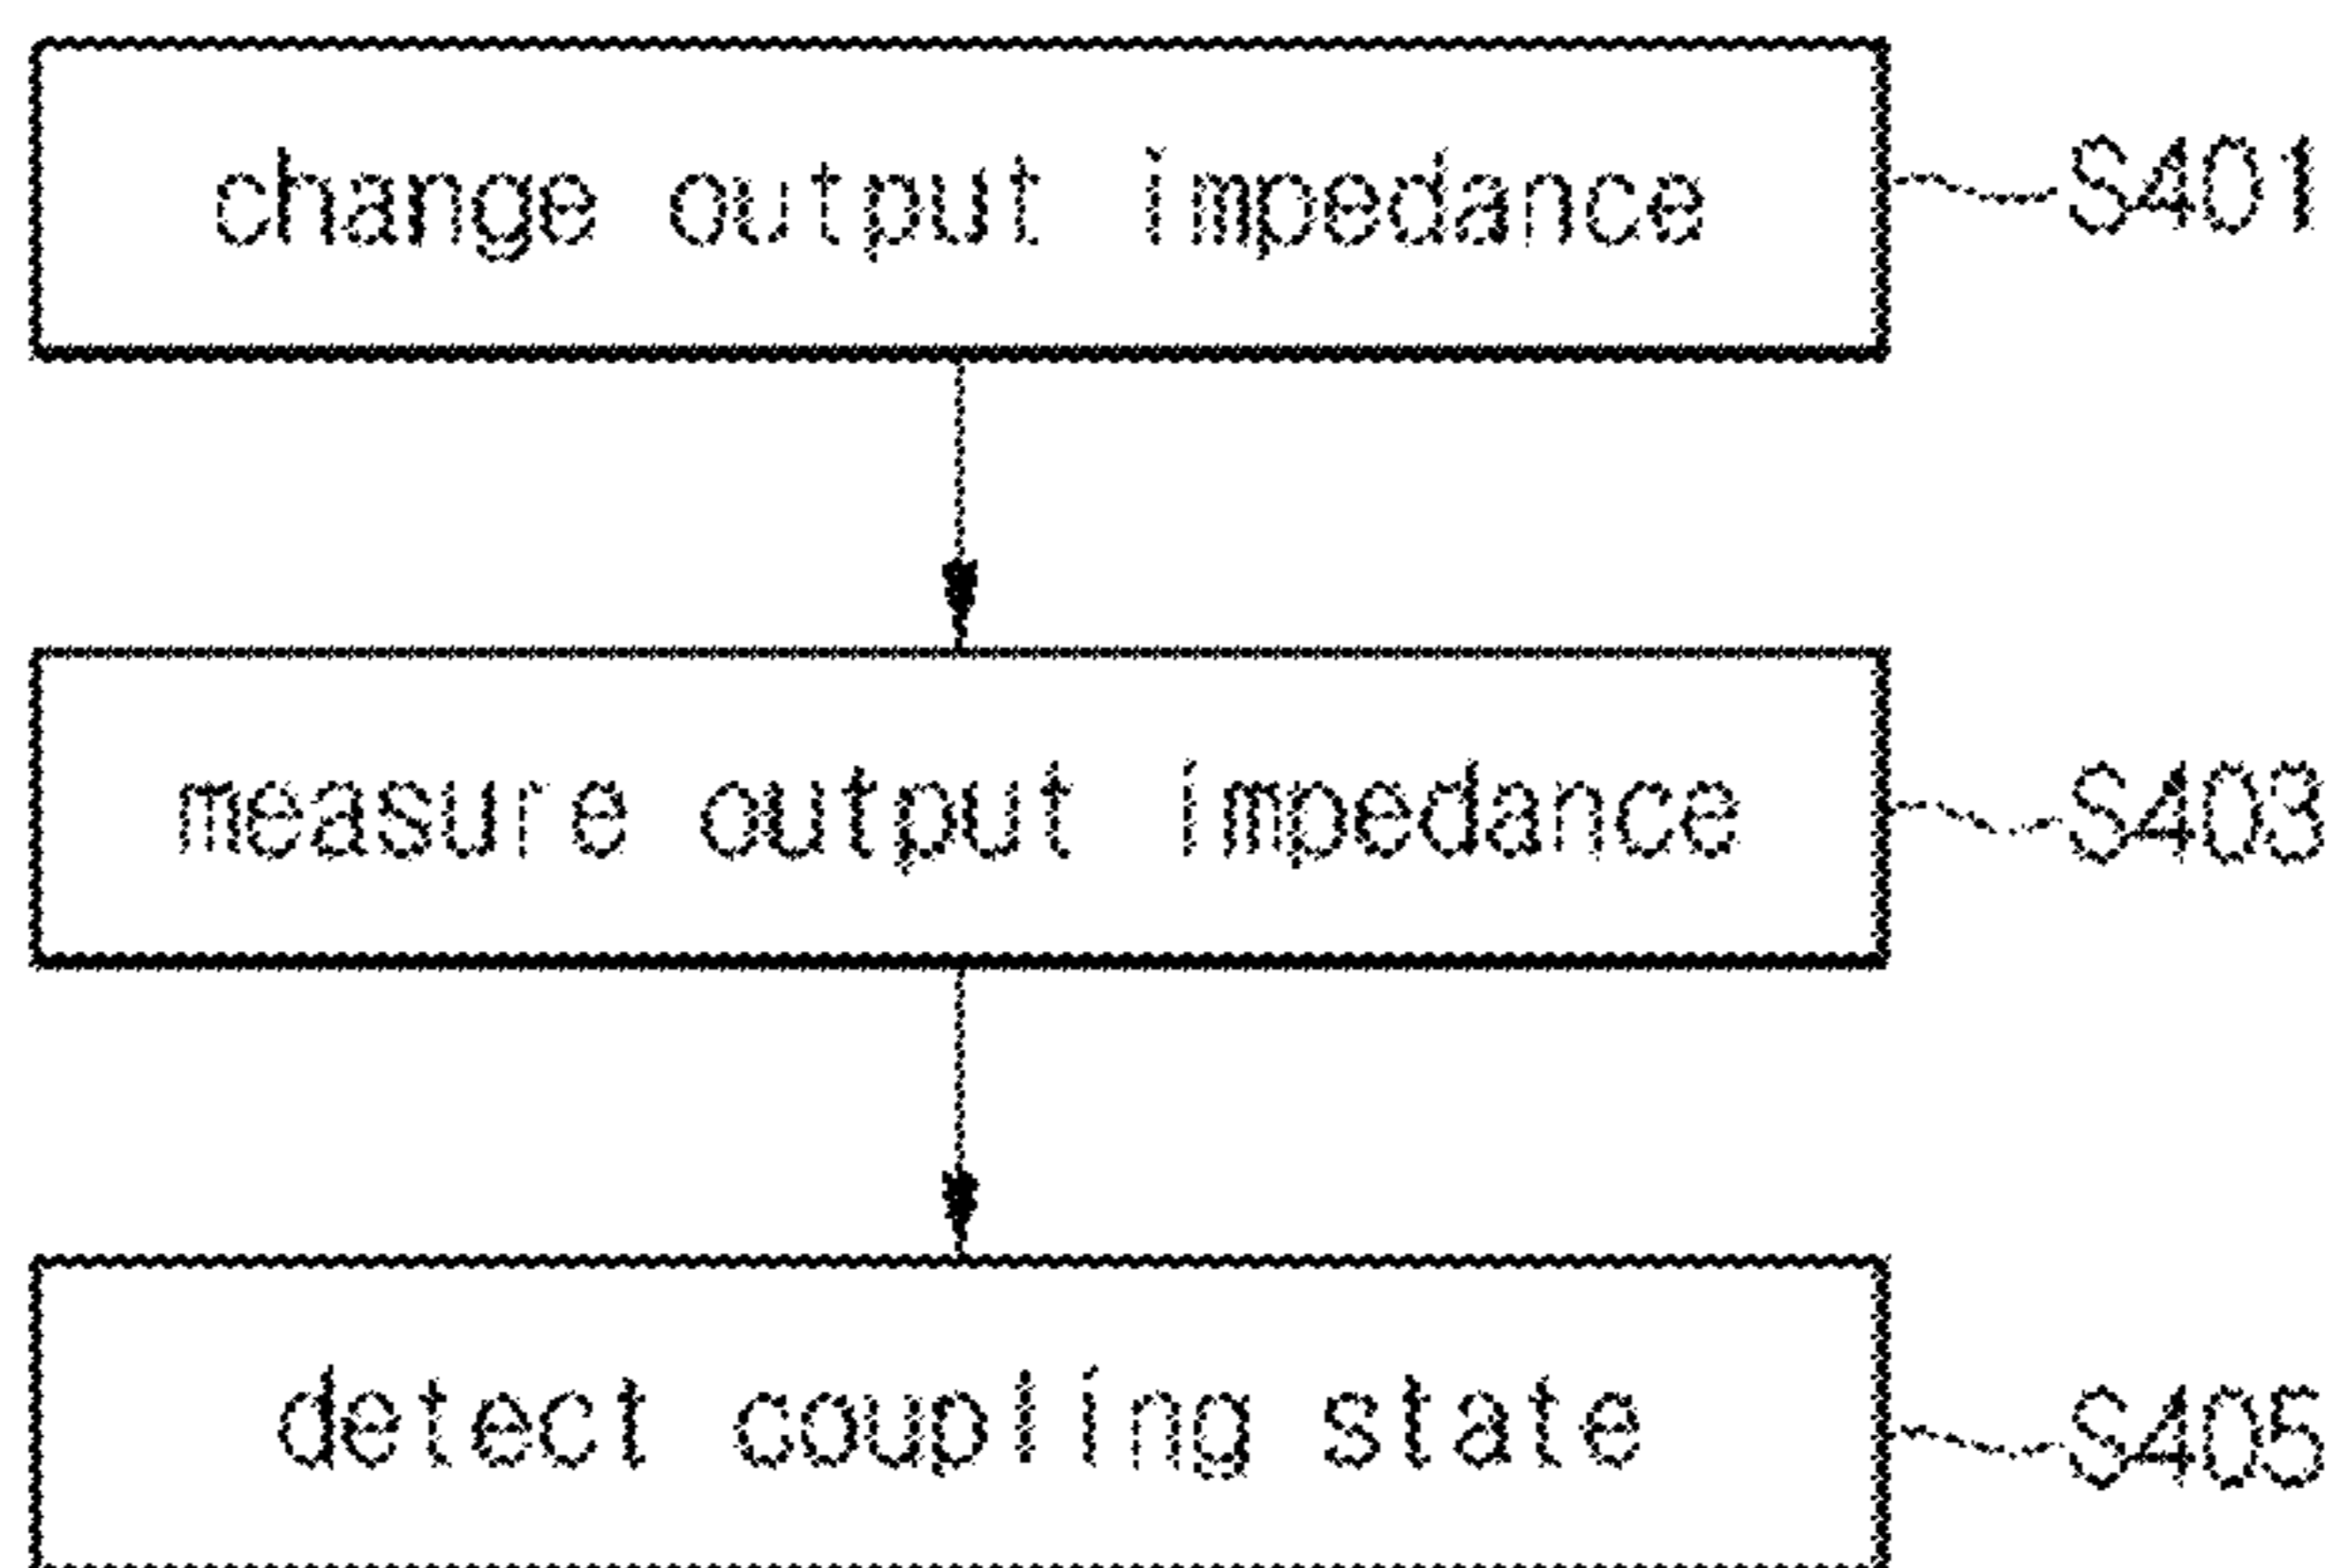 change output impedance S401
measure output impedance S403
detect coupling state S405